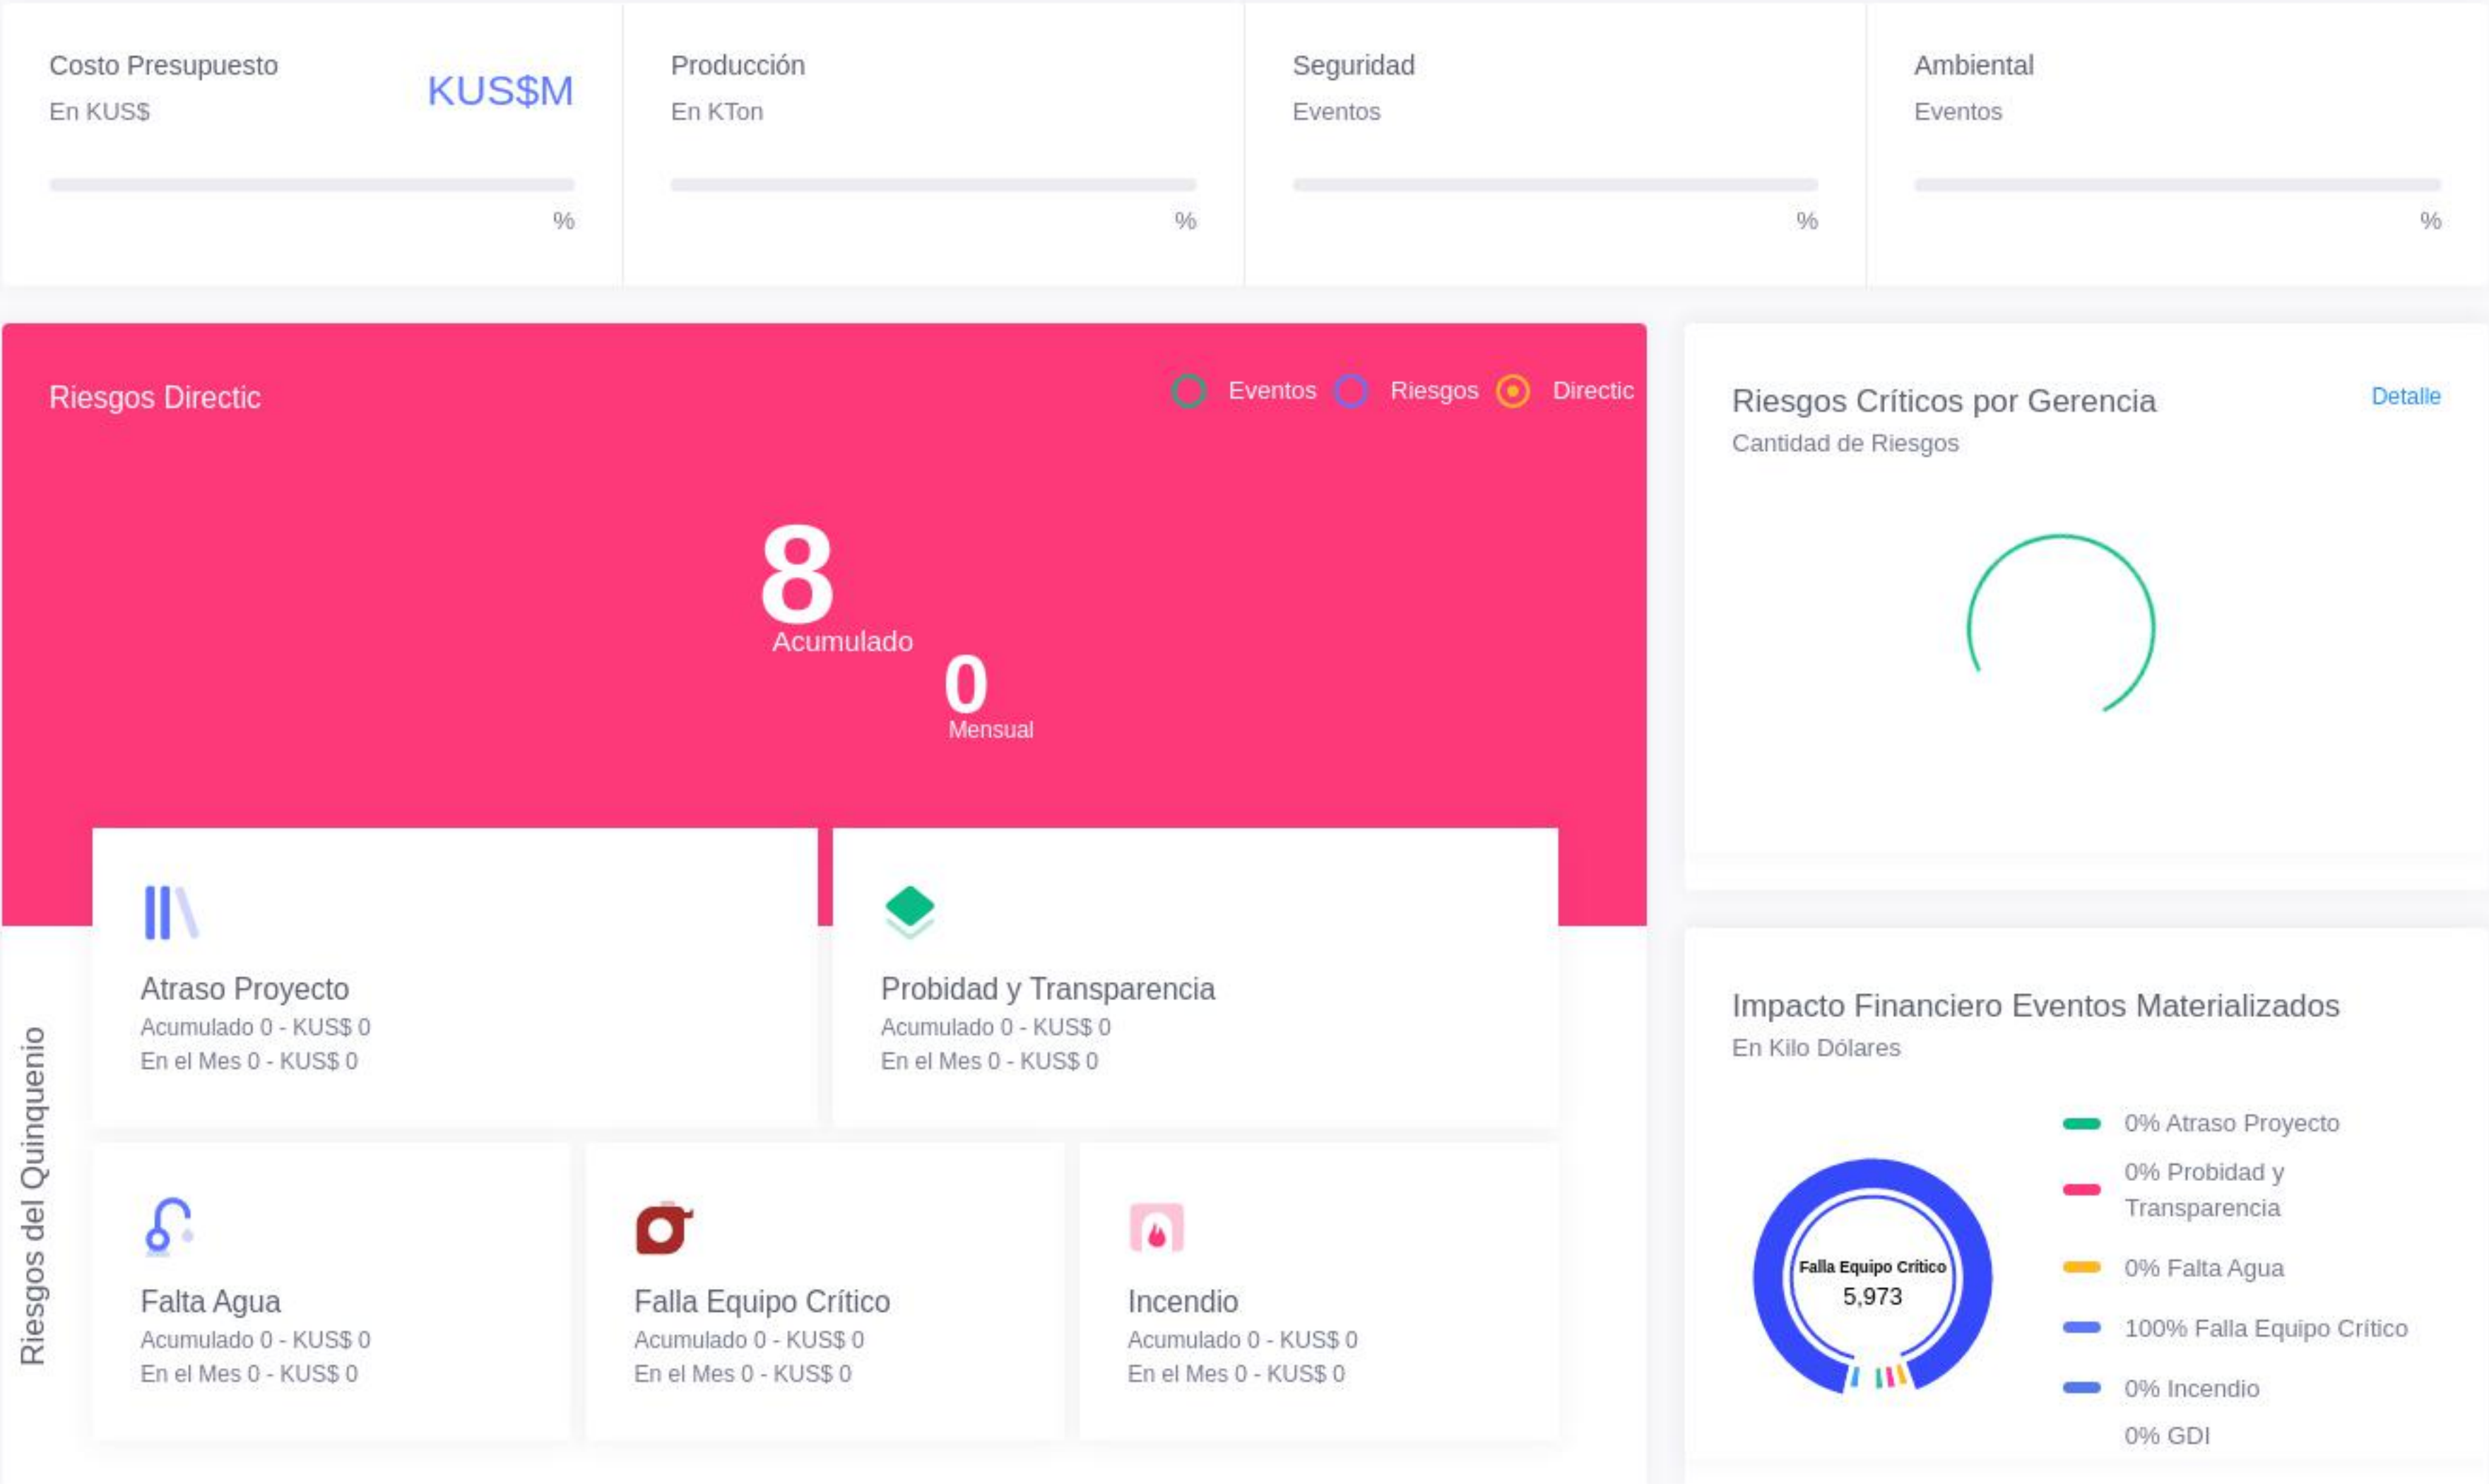 Costo Presupuesto
En KUS$
KUS$M
%
Producción
En KTon
%
Seguridad
Eventos
%
Ambiental
Eventos
%
Riesgos Directic
Eventos
Riesgos
Directic
8
Acumulado
0
Mensual
Riesgos del Quinquenio
Atraso Proyecto
Acumulado 0 - KUS$ 0
En el Mes 0 - KUS$ 0
Probidad y Transparencia
Acumulado 0 - KUS$ 0
En el Mes 0 - KUS$ 0
Falta Agua
Acumulado 0 - KUS$ 0
En el Mes 0 - KUS$ 0
Falla Equipo Crítico
Acumulado 0 - KUS$ 0
En el Mes 0 - KUS$ 0
Incendio
Acumulado 0 - KUS$ 0
En el Mes 0 - KUS$ 0
Riesgos Críticos por Gerencia
Detalle
Cantidad de Riesgos
Impacto Financiero Eventos Materializados
En Kilo Dólares
Falla Equipo Crítico
5,973
0% Atraso Proyecto
0% Probidad y
Transparencia
0% Falta Agua
100% Falla Equipo Crítico
0% Incendio
0% GDI